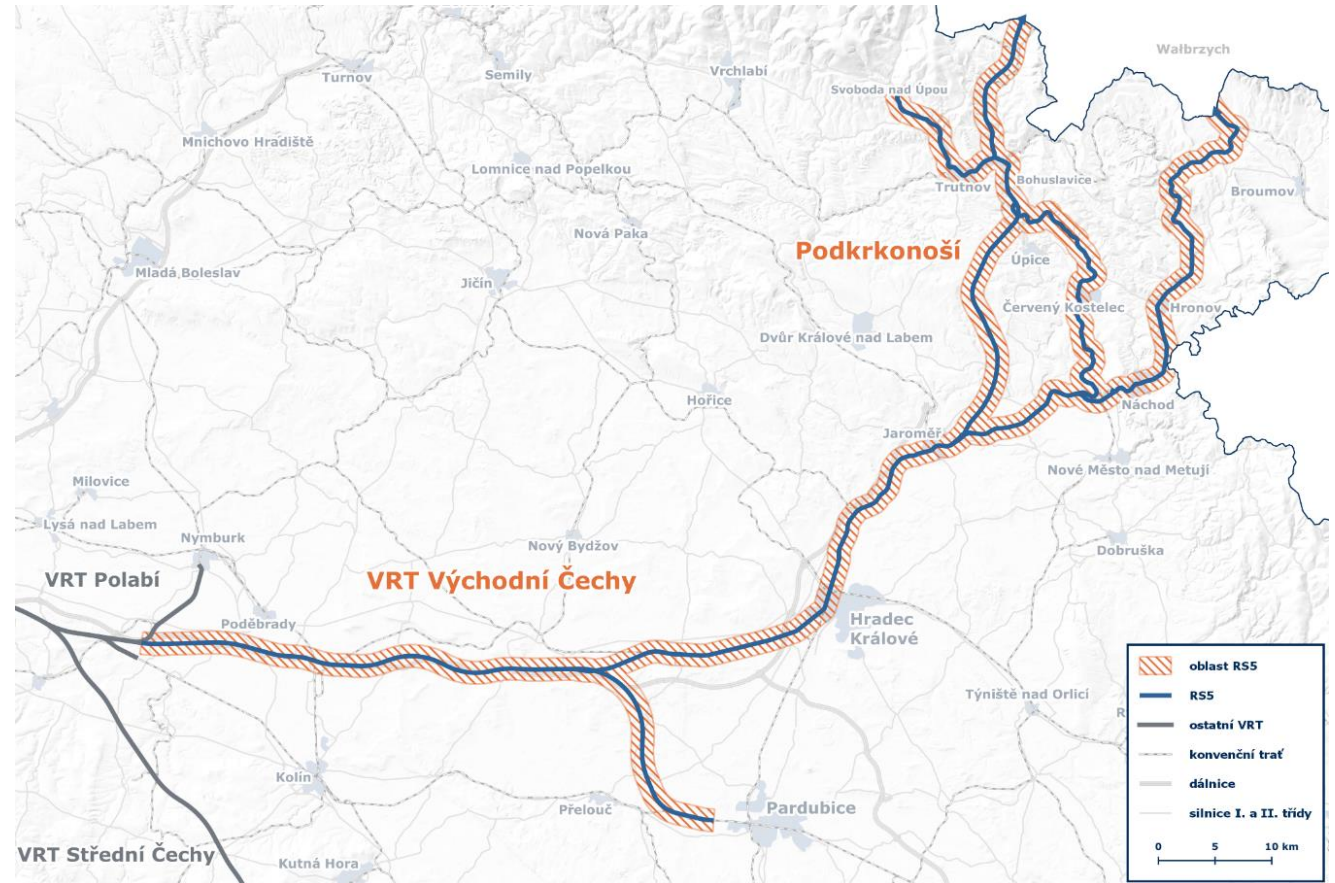 Wałbrzych
Turnov
Semily
Vrchlabí
Svoboda nad Úpou
Mnichovo Hradiště
Lomnice nad Popelkou
Trutnov
Bohuslavice
Broumov
Nová Paka
Podkrkonoší
Úpice
Mladá Boleslav
Jičín
Červený Kostelec
Hronov
Dvůr Králové nad Labem
Hořice
Náchod
Jaroměř
Nové Město nad Metují
Milovice
Lysá nad Labem
Nymburk
Nový Bydžov
Dobruška
VRT Polabí
VRT Východní Čechy
Poděbrady
Hradec
Králové
Týniště nad Orlicí
R
Kolín
Přelouč
Pardubice
VRT Střední Čechy
Kutná Hora
oblast RS5
RS5
ostatní VRT
konvenční trať
dálnice
silnice I. a II. třídy
0 5 10 km